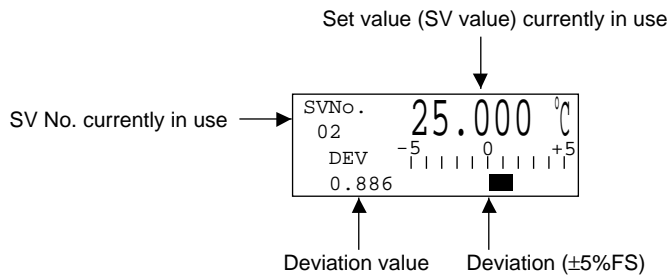 Set value (SV value) currently in use
SV No. currently in use
SVNo. 25.000 °C
02
-5 0 +5
DEV
0.886
Deviation value Deviation (±5%FS)